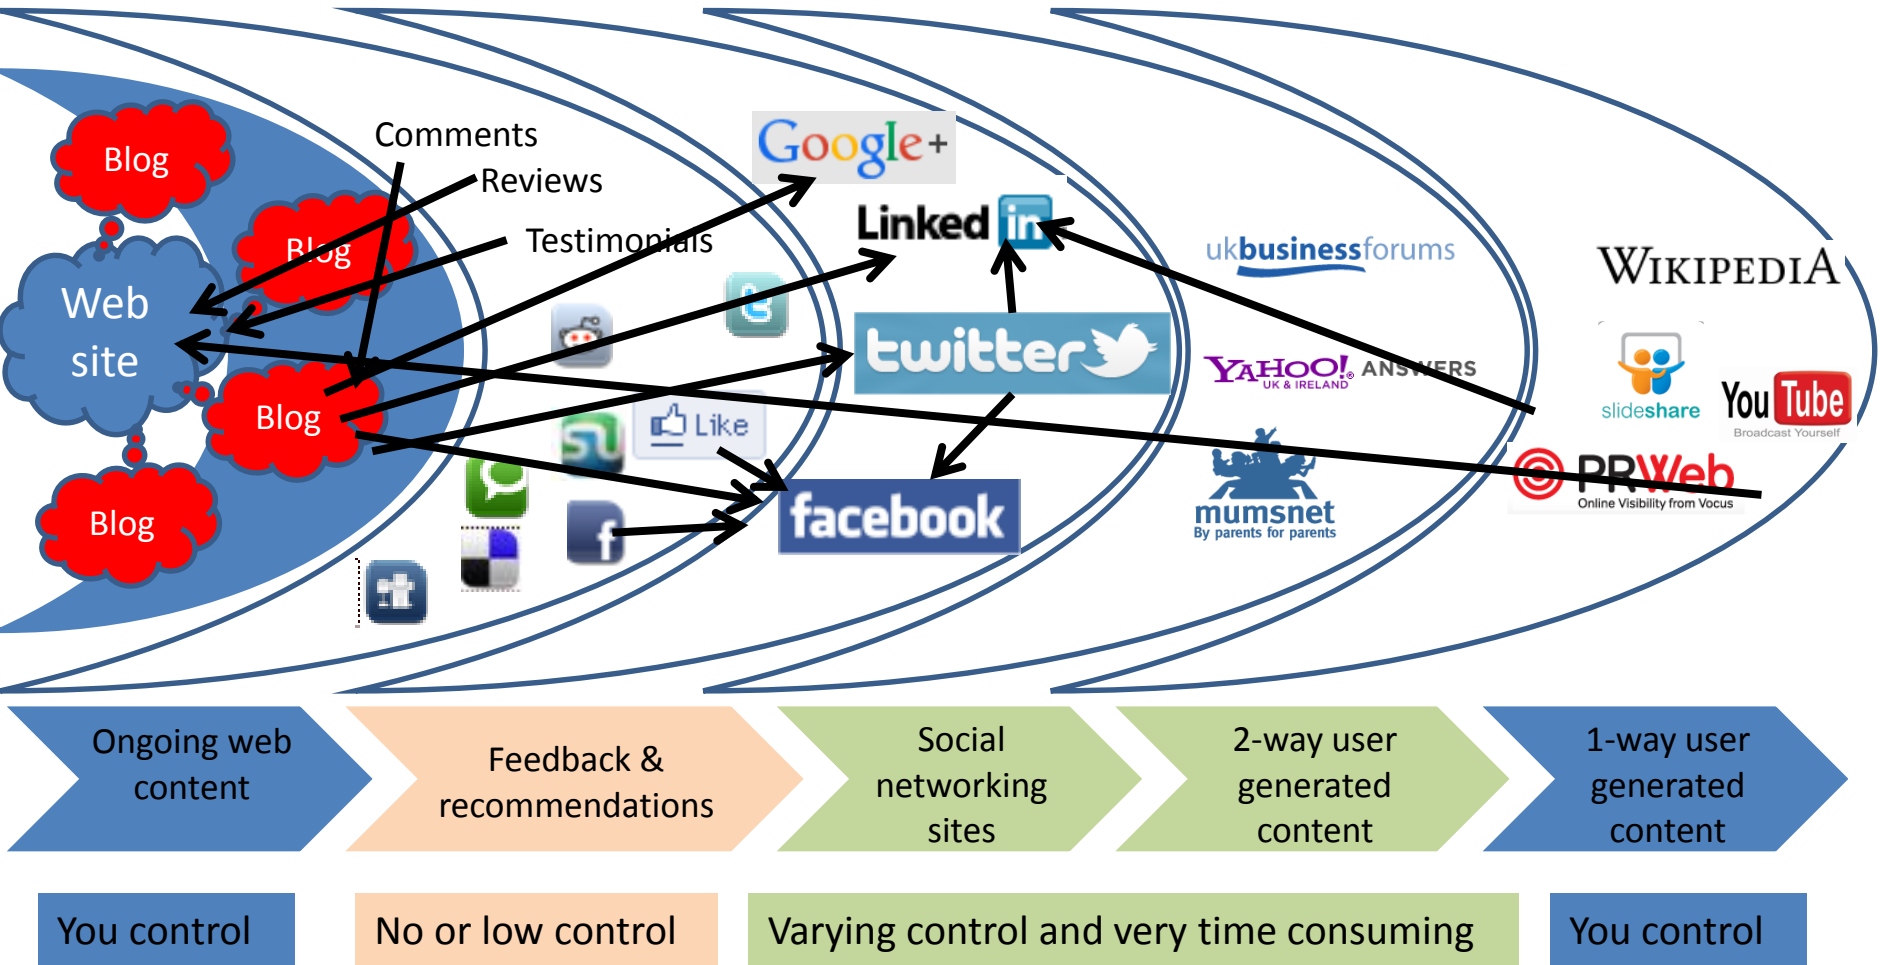 Blog
Comments
Reviews
Testimonials
Blog
Web
site
Blog
Blog
Google+
Linked in
t
Like
twitter
f
facebook
ukbusinessforums
YAHOO! ANSWERS
UK & IRELAND
mumsnet
By parents for parents
WIKIPEDIA
slideshare
You Tube
Broadcast Yourself
PRWeb
Online Visibility from Vocus
Ongoing web
content
Feedback &
recommendations
Social
networking
sites
2-way user
generated
content
1-way user
generated
content
You control
No or low control
Varying control and very time consuming
You control